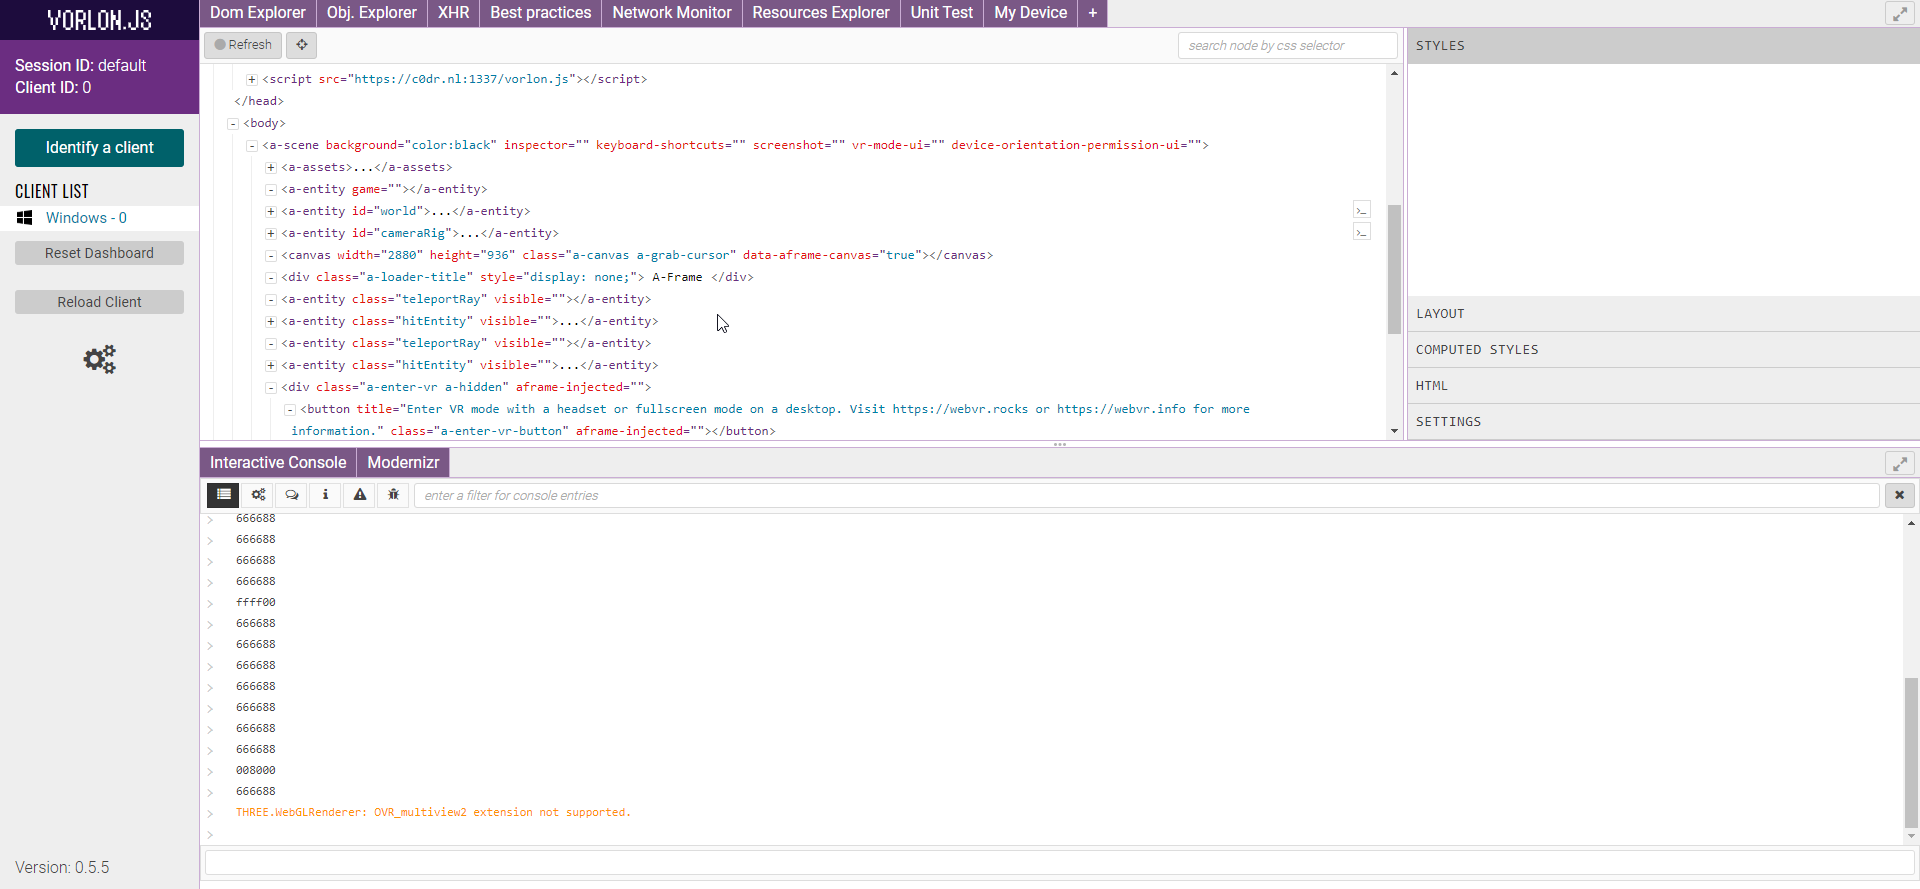 VORLON.JS
Session ID: default
Client ID: 0
Identify a client
CLIENT LIST
Windows - 0
Reset Dashboard
Reload Client
Version: 0.5.5
Dom Explorer Obj. Explorer XHR Best practices Network Monitor Resources Explorer Unit Test My Device +
Refresh search node by css selector
+ <script src="https://c0dr.nl:1337/vorlon.js"></script>
</head>
- <body>
- <a-scene background="color:black" inspector="" keyboard-shortcuts="" screenshot="" vr-mode-ui="" device-orientation-permission-ui="">
+ <a-assets>...</a-assets>
- <a-entity game=""></a-entity>
+ <a-entity id="world">...</a-entity>
+ <a-entity id="cameraRig">...</a-entity>
- <canvas width="2880" height="936" class="a-canvas a-grab-cursor" data-aframe-canvas="true"></canvas>
- <div class="a-loader-title" style="display: none;"> A-Frame </div>
- <a-entity class="teleportRay" visible=""></a-entity>
+ <a-entity class="hitEntity" visible="">...</a-entity>
- <a-entity class="teleportRay" visible=""></a-entity>
+ <a-entity class="hitEntity" visible="">...</a-entity>
- <div class="a-enter-vr a-hidden" aframe-injected="">
- <button title="Enter VR mode with a headset or fullscreen mode on a desktop. Visit https://webvr.rocks or https://webvr.info for more
information." class="a-enter-vr-button" aframe-injected=""></button>
STYLES
LAYOUT
COMPUTED STYLES
HTML
SETTINGS
Interactive Console Modernizr
enter a filter for console entries
> 666688
> 666688
> 666688
> 666688
> ffff00
> 666688
> 666688
> 666688
> 666688
> 666688
> 666688
> 666688
> 008000
> 666688
> THREE.WebGLRenderer: OVR_multiview2 extension not supported.
>